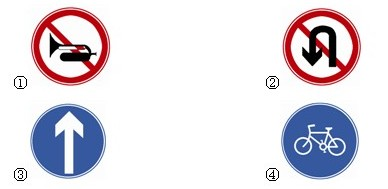 ① ②
③ ④